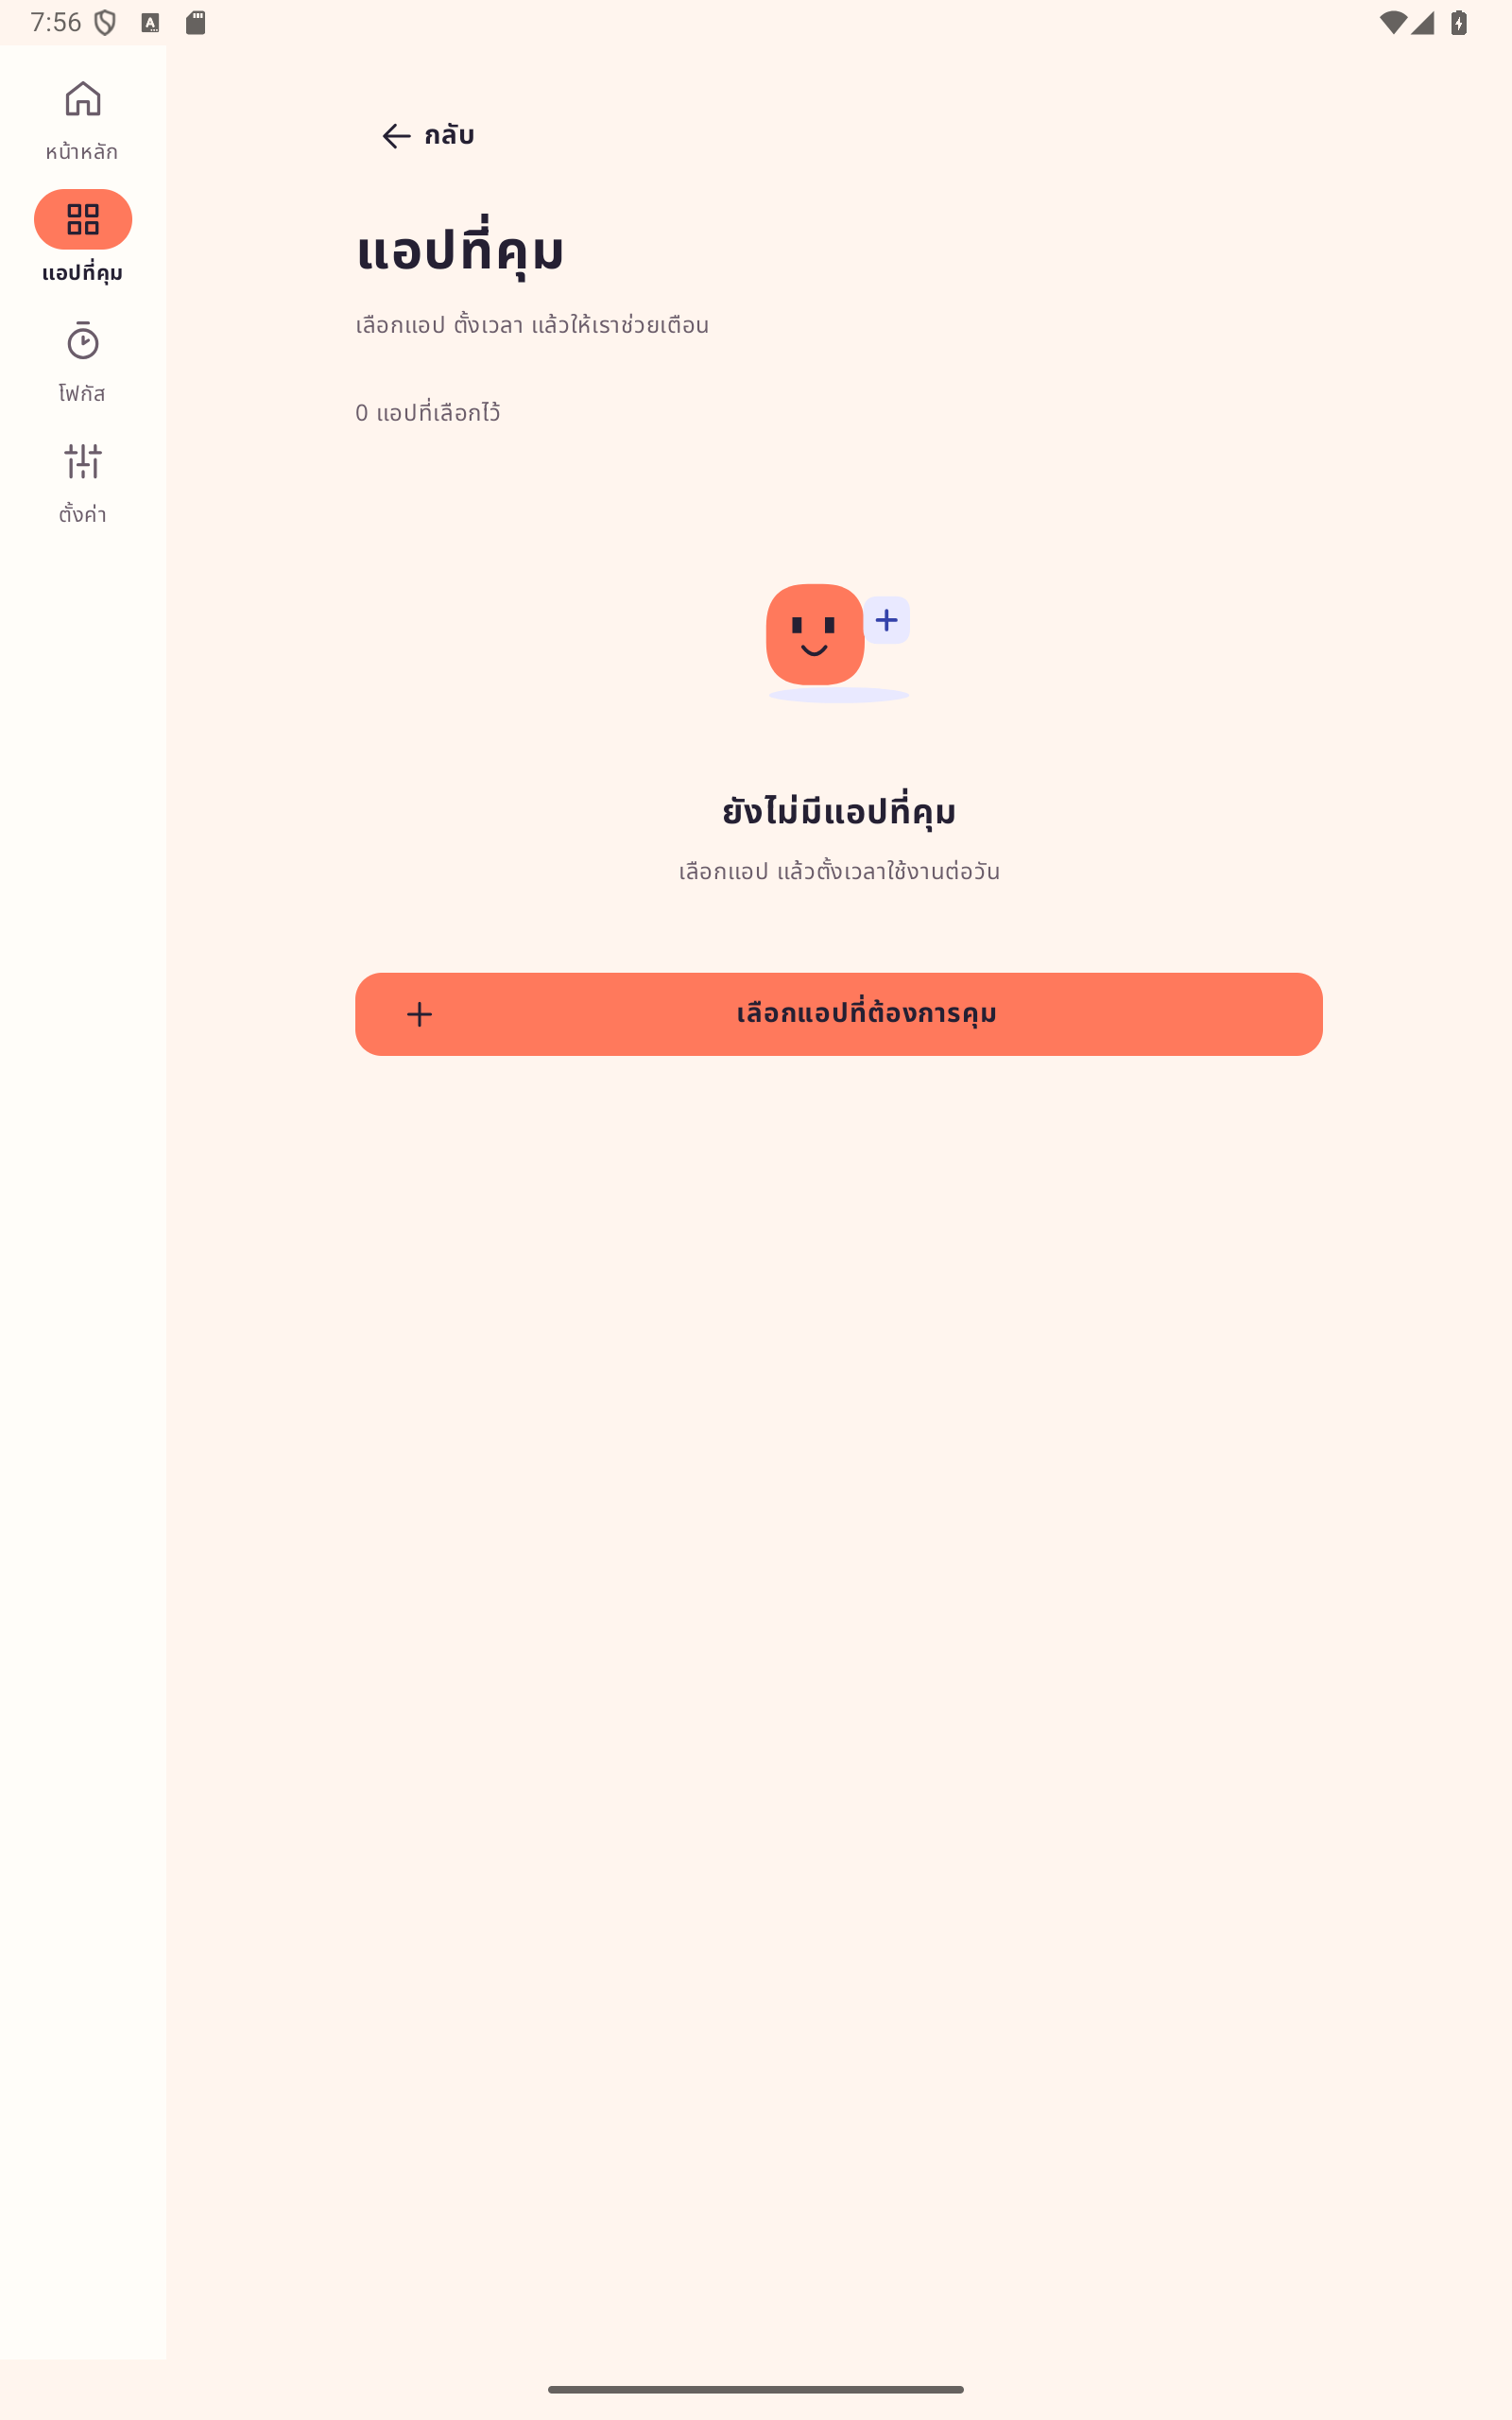 7:56
หน้าหลัก
แอปที่คุม
โฟกัส
ตั้งค่า
กลับ
แอปที่คุม
เลือกแอป ตั้งเวลา แล้วให้เราช่วยเตือน
0 แอปที่เลือกไว้
ยังไม่มีแอปที่คุม
เลือกแอป แล้วตั้งเวลาใช้งานต่อวัน
เลือกแอปที่ต้องการคุม